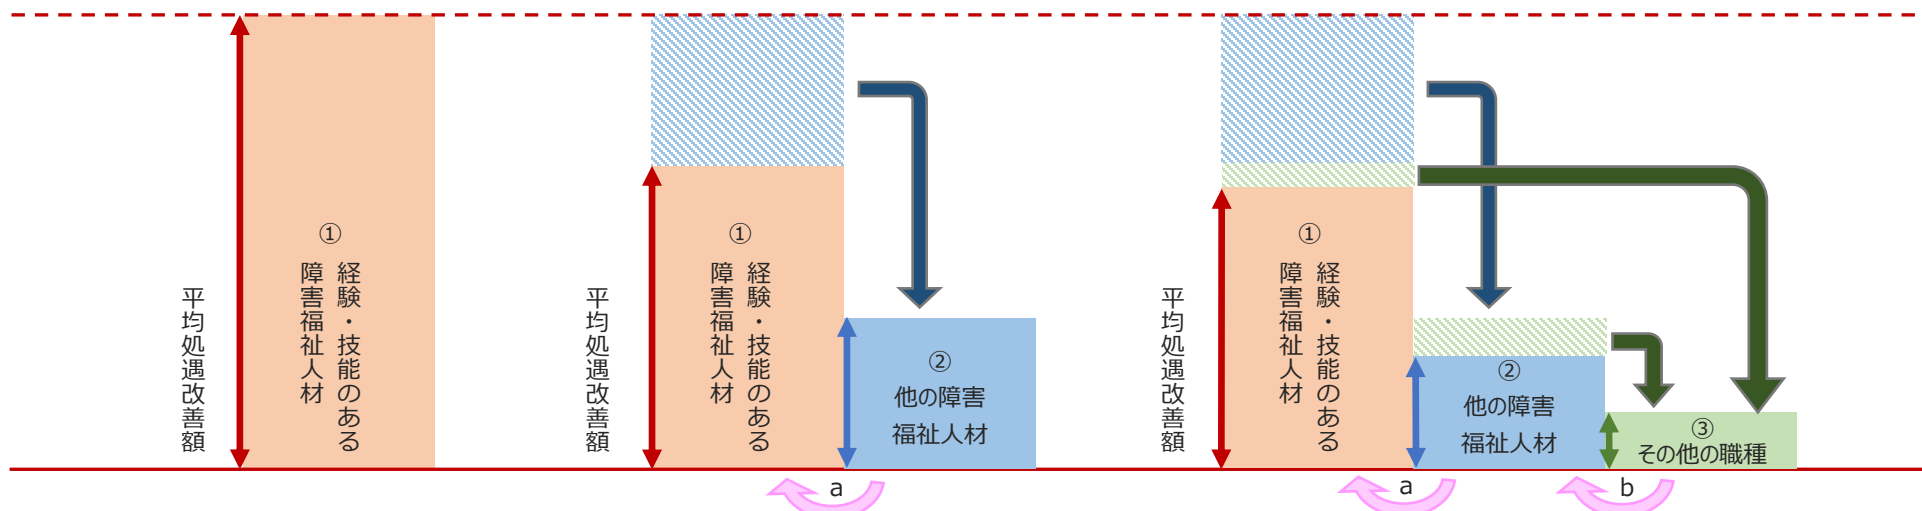 平均処遇改善額
①
経験・技能のある
障害福祉人材
平均処遇改善額
①
経験・技能のある
障害福祉人材
②
他の障害
福祉人材
a
平均処遇改善額
①
経験・技能のある
障害福祉人材
②
他の障害
福祉人材
③
その他の職種
a
b